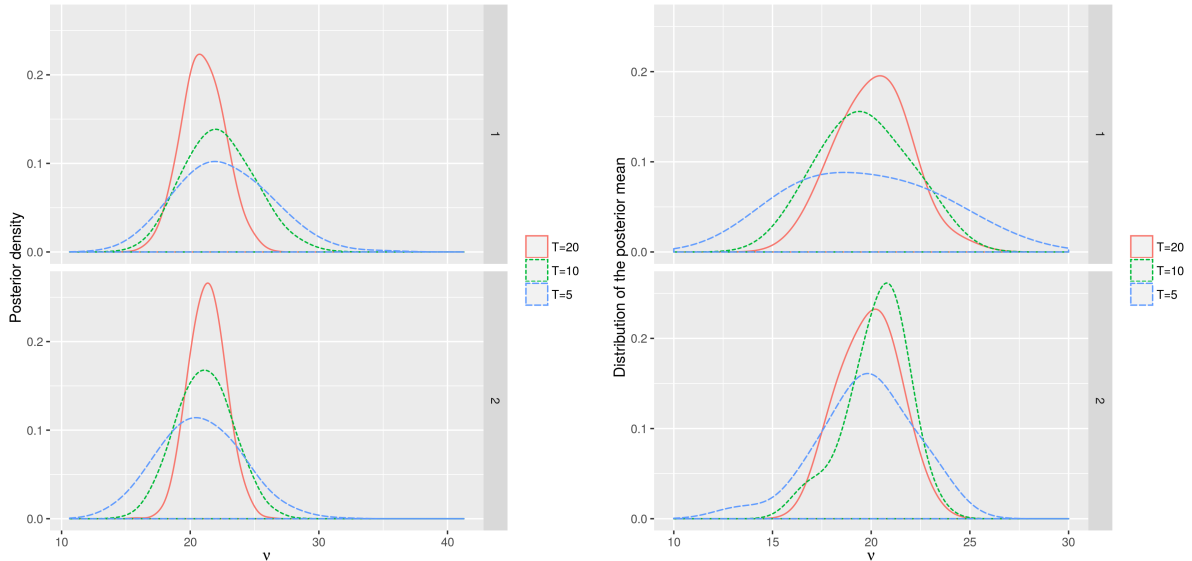 Posterior density
0.2
0.1
0.0
1
0.2
0.1
0.0
2
10 20 30 40
ν
T=20
T=10
T=5
Distribution of the posterior mean
0.2
0.1
0.0
1
0.2
0.1
0.0
2
10 15 20 25 30
ν
T=20
T=10
T=5